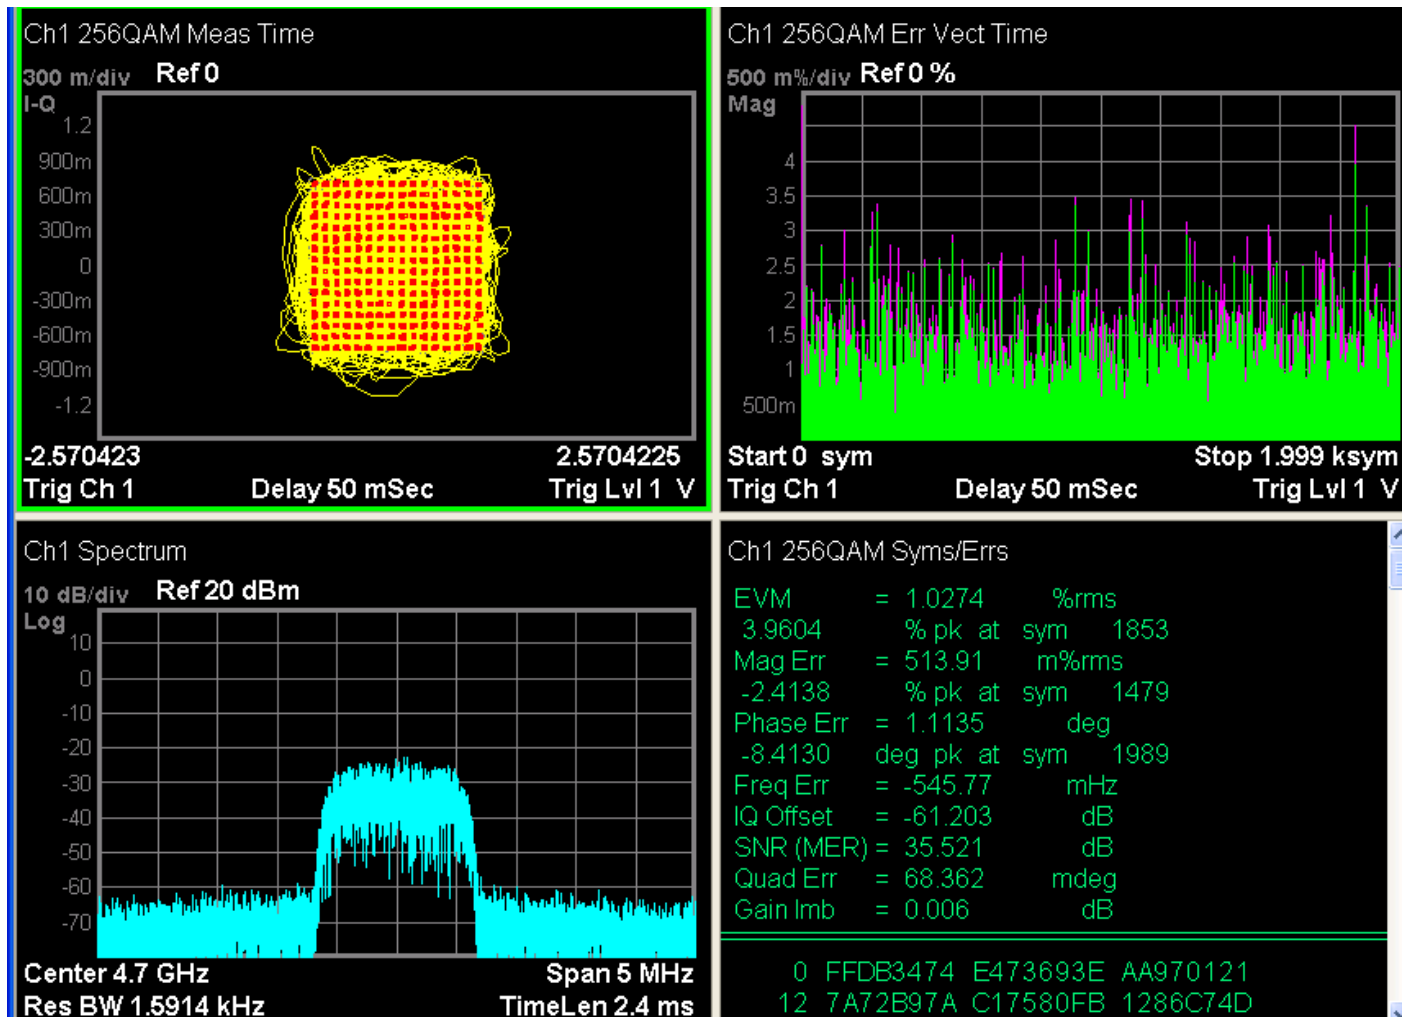 Ch1 256QAM Meas Time
300 m/div Ref 0
I-Q
1.2
900m
600m
300m
0
-300m
-600m
-900m
-1.2
-2.570423 2.5704225
Trig Ch 1 Delay 50 mSec Trig Lvl 1 V
Ch1 256QAM Err Vect Time
500 m%/div Ref 0 %
Mag
4
3.5
3
2.5
2
1.5
1
500m
Start 0 sym Stop 1.999 ksym
Trig Ch 1 Delay 50 mSec Trig Lvl 1 V
Ch1 Spectrum
10 dB/div Ref 20 dBm
Log
10
0
-10
-20
-30
-40
-50
-60
-70
Center 4.7 GHz Span 5 MHz
Res BW 1.5914 kHz TimeLen 2.4 ms
Ch1 256QAM Syms/Errs
EVM = 1.0274 %rms
3.9604 % pk at sym 1853
Mag Err = 513.91 m%rms
-2.4138 % pk at sym 1479
Phase Err = 1.1135 deg
-8.4130 deg pk at sym 1989
Freq Err = -545.77 mHz
IQ Offset = -61.203 dB
SNR (MER) = 35.521 dB
Quad Err = 68.362 mdeg
Gain Imb = 0.006 dB
0 FFDB3474 E473693E AA970121
12 7A72B97A C17580FB 1286C74D